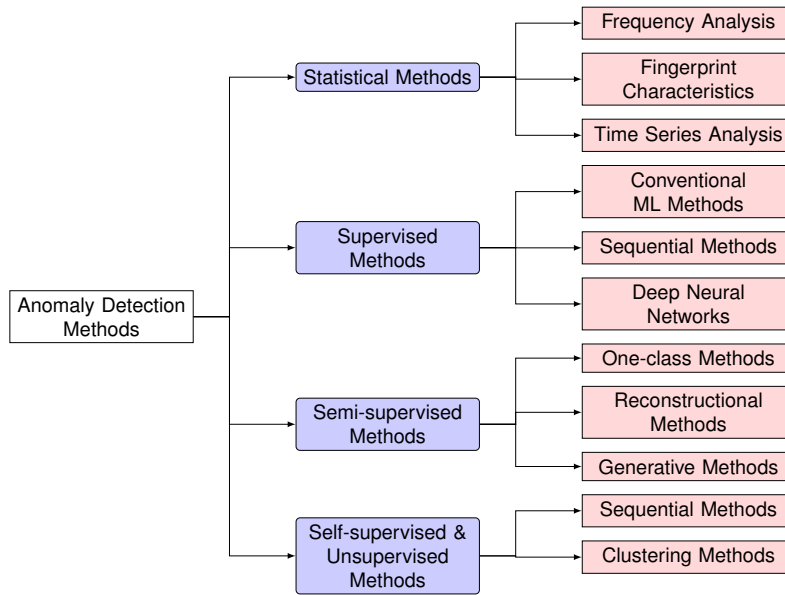 Anomaly Detection
Methods
Statistical Methods
Frequency Analysis
Fingerprint
Characteristics
Time Series Analysis
Supervised
Methods
Conventional
ML Methods
Sequential Methods
Deep Neural
Networks
Semi-supervised
Methods
One-class Methods
Reconstructional
Methods
Generative Methods
Self-supervised &
Unsupervised
Methods
Sequential Methods
Clustering Methods